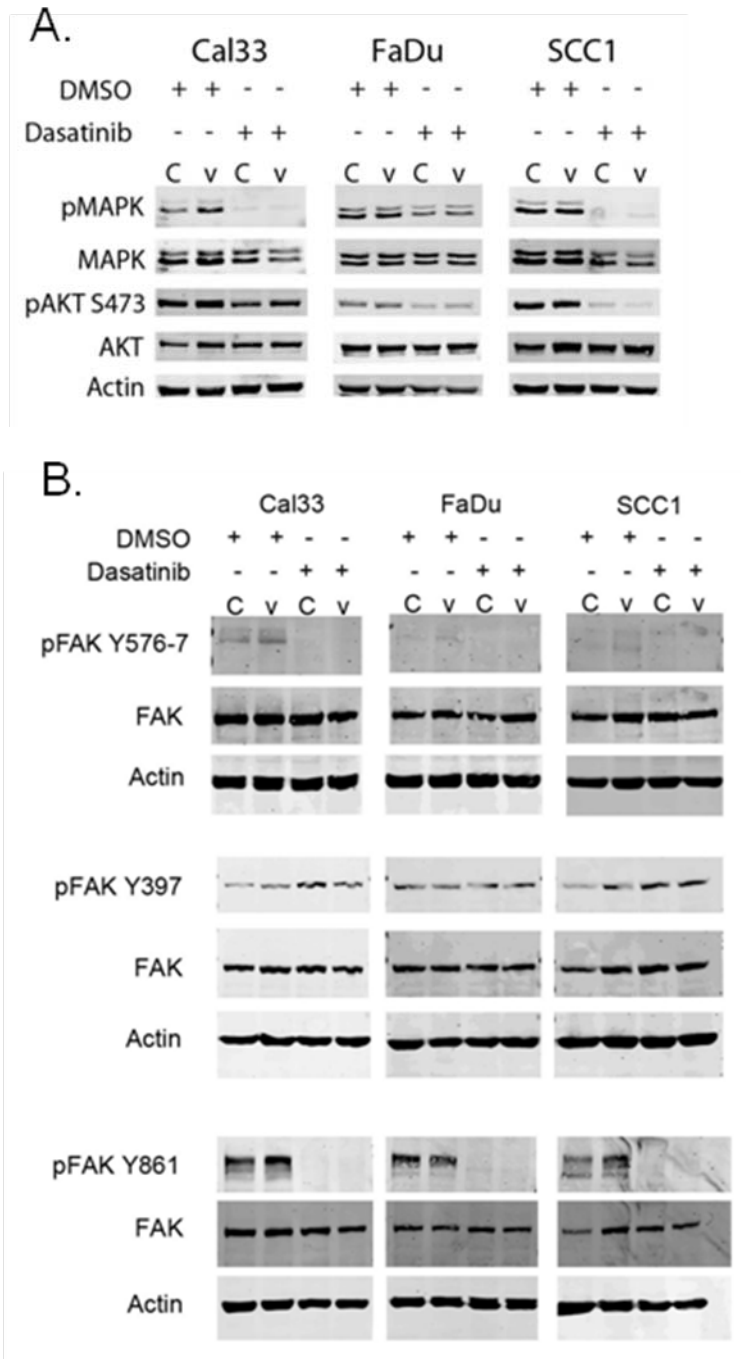 A.
Cal33 FaDu SCC1
DMSO + + - - + + - - + + - -
Dasatinib - - + + - - + + - - + +
C v C v C v C v C v C v
pMAPK
MAPK
pAKT S473
AKT
Actin
B.
Cal33 FaDu SCC1
DMSO + + - - + + - - + + - -
Dasatinib - - + + - - + + - - + +
C v C v C v C v C v C v
pFAK Y576-7
FAK
Actin
pFAK Y397
FAK
Actin
pFAK Y861
FAK
Actin